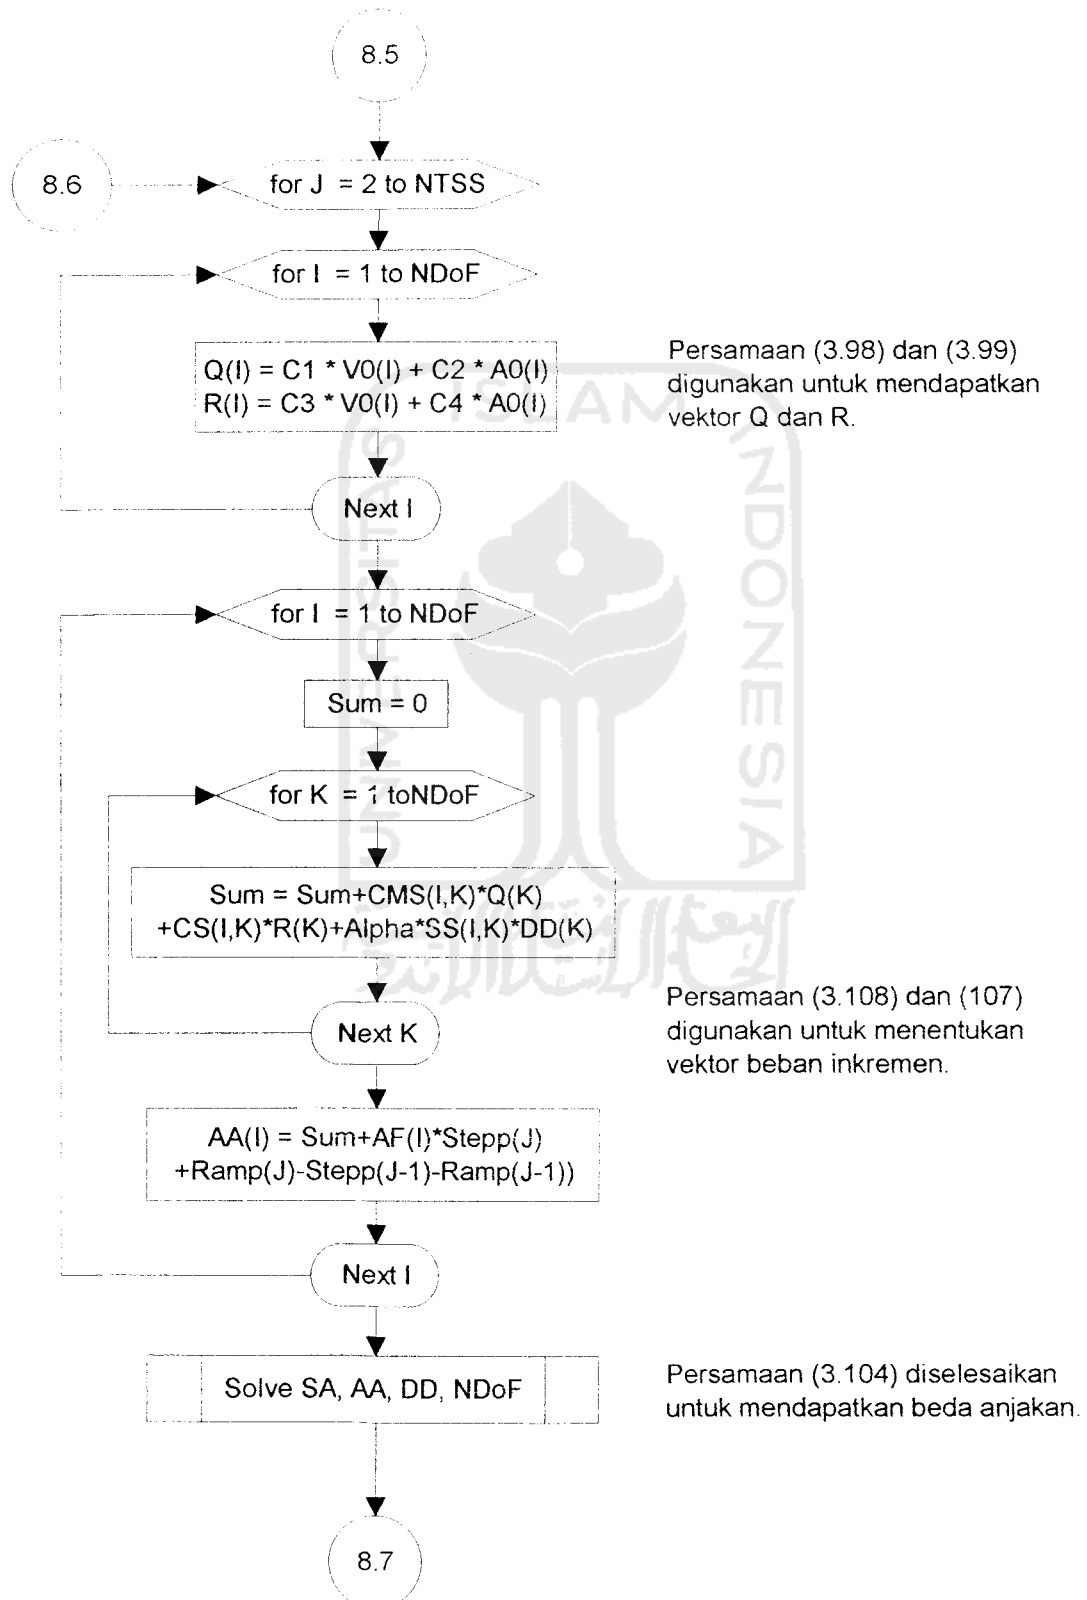 8.5
8.6
for J = 2 to NTSS
for I = 1 to NDoF
Q(I) = C1 * V0(I) + C2 * A0(I)
R(I) = C3 * V0(I) + C4 * A0(I)
Persamaan (3.98) dan (3.99)
digunakan untuk mendapatkan
vektor Q dan R.
Next I
for I = 1 to NDoF
Sum = 0
for K = 1 toNDoF
Sum = Sum+CMS(I,K)*Q(K)
+CS(I,K)*R(K)+Alpha*SS(I,K)*DD(K)
Next K
Persamaan (3.108) dan (107)
digunakan untuk menentukan
vektor beban inkremen.
AA(I) = Sum+AF(I)*Stepp(J)
+Ramp(J)-Stepp(J-1)-Ramp(J-1))
Next I
Solve SA, AA, DD, NDoF
Persamaan (3.104) diselesaikan
untuk mendapatkan beda anjakan.
8.7
UNIVERSITAS
ISLAM
INDONESIA